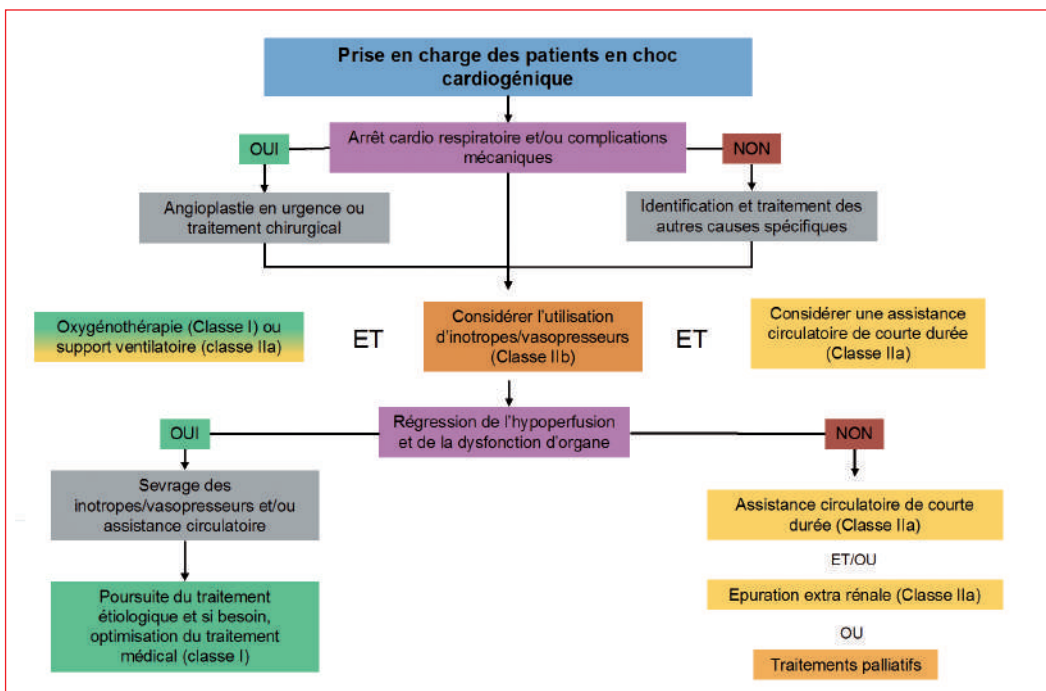 Prise en charge des patients en choc
cardiogénique
Arrêt cardio respiratoire et/ou complications
mécaniques
OUI
NON
Angioplastie en urgence ou
traitement chirurgical
Identification et traitement des
autres causes spécifiques
Oxygénothérapie (Classe I) ou
support ventilatoire (classe IIa)
ET
Considérer l'utilisation
d'inotropes/vasopresseurs
(Classe IIb)
ET
Considérer une assistance
circulatoire de courte durée
(Classe IIa)
Régression de l'hypoperfusion
et de la dysfonction d'organe
OUI
NON
Sevrage des
inotropes/vasopresseurs et/ou
assistance circulatoire
Poursuite du traitement
étiologique et si besoin,
optimisation du traitement
médical (classe I)
Assistance circulatoire de courte
durée (Classe IIa)
ET/OU
Epuration extra rénale (Classe IIa)
OU
Traitements palliatifs